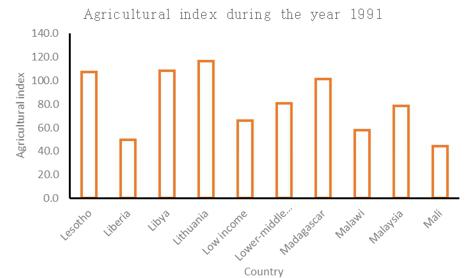 Agricultural index during the year 1991
140.0
120.0
100.0
80.0
60.0
40.0
20.0
0.0
Agricultural index
Lesotho
Liberia
Libya
Lithuania
Low income
Lower-middle...
Madagascar
Malawi
Malaysia
Mali
Country